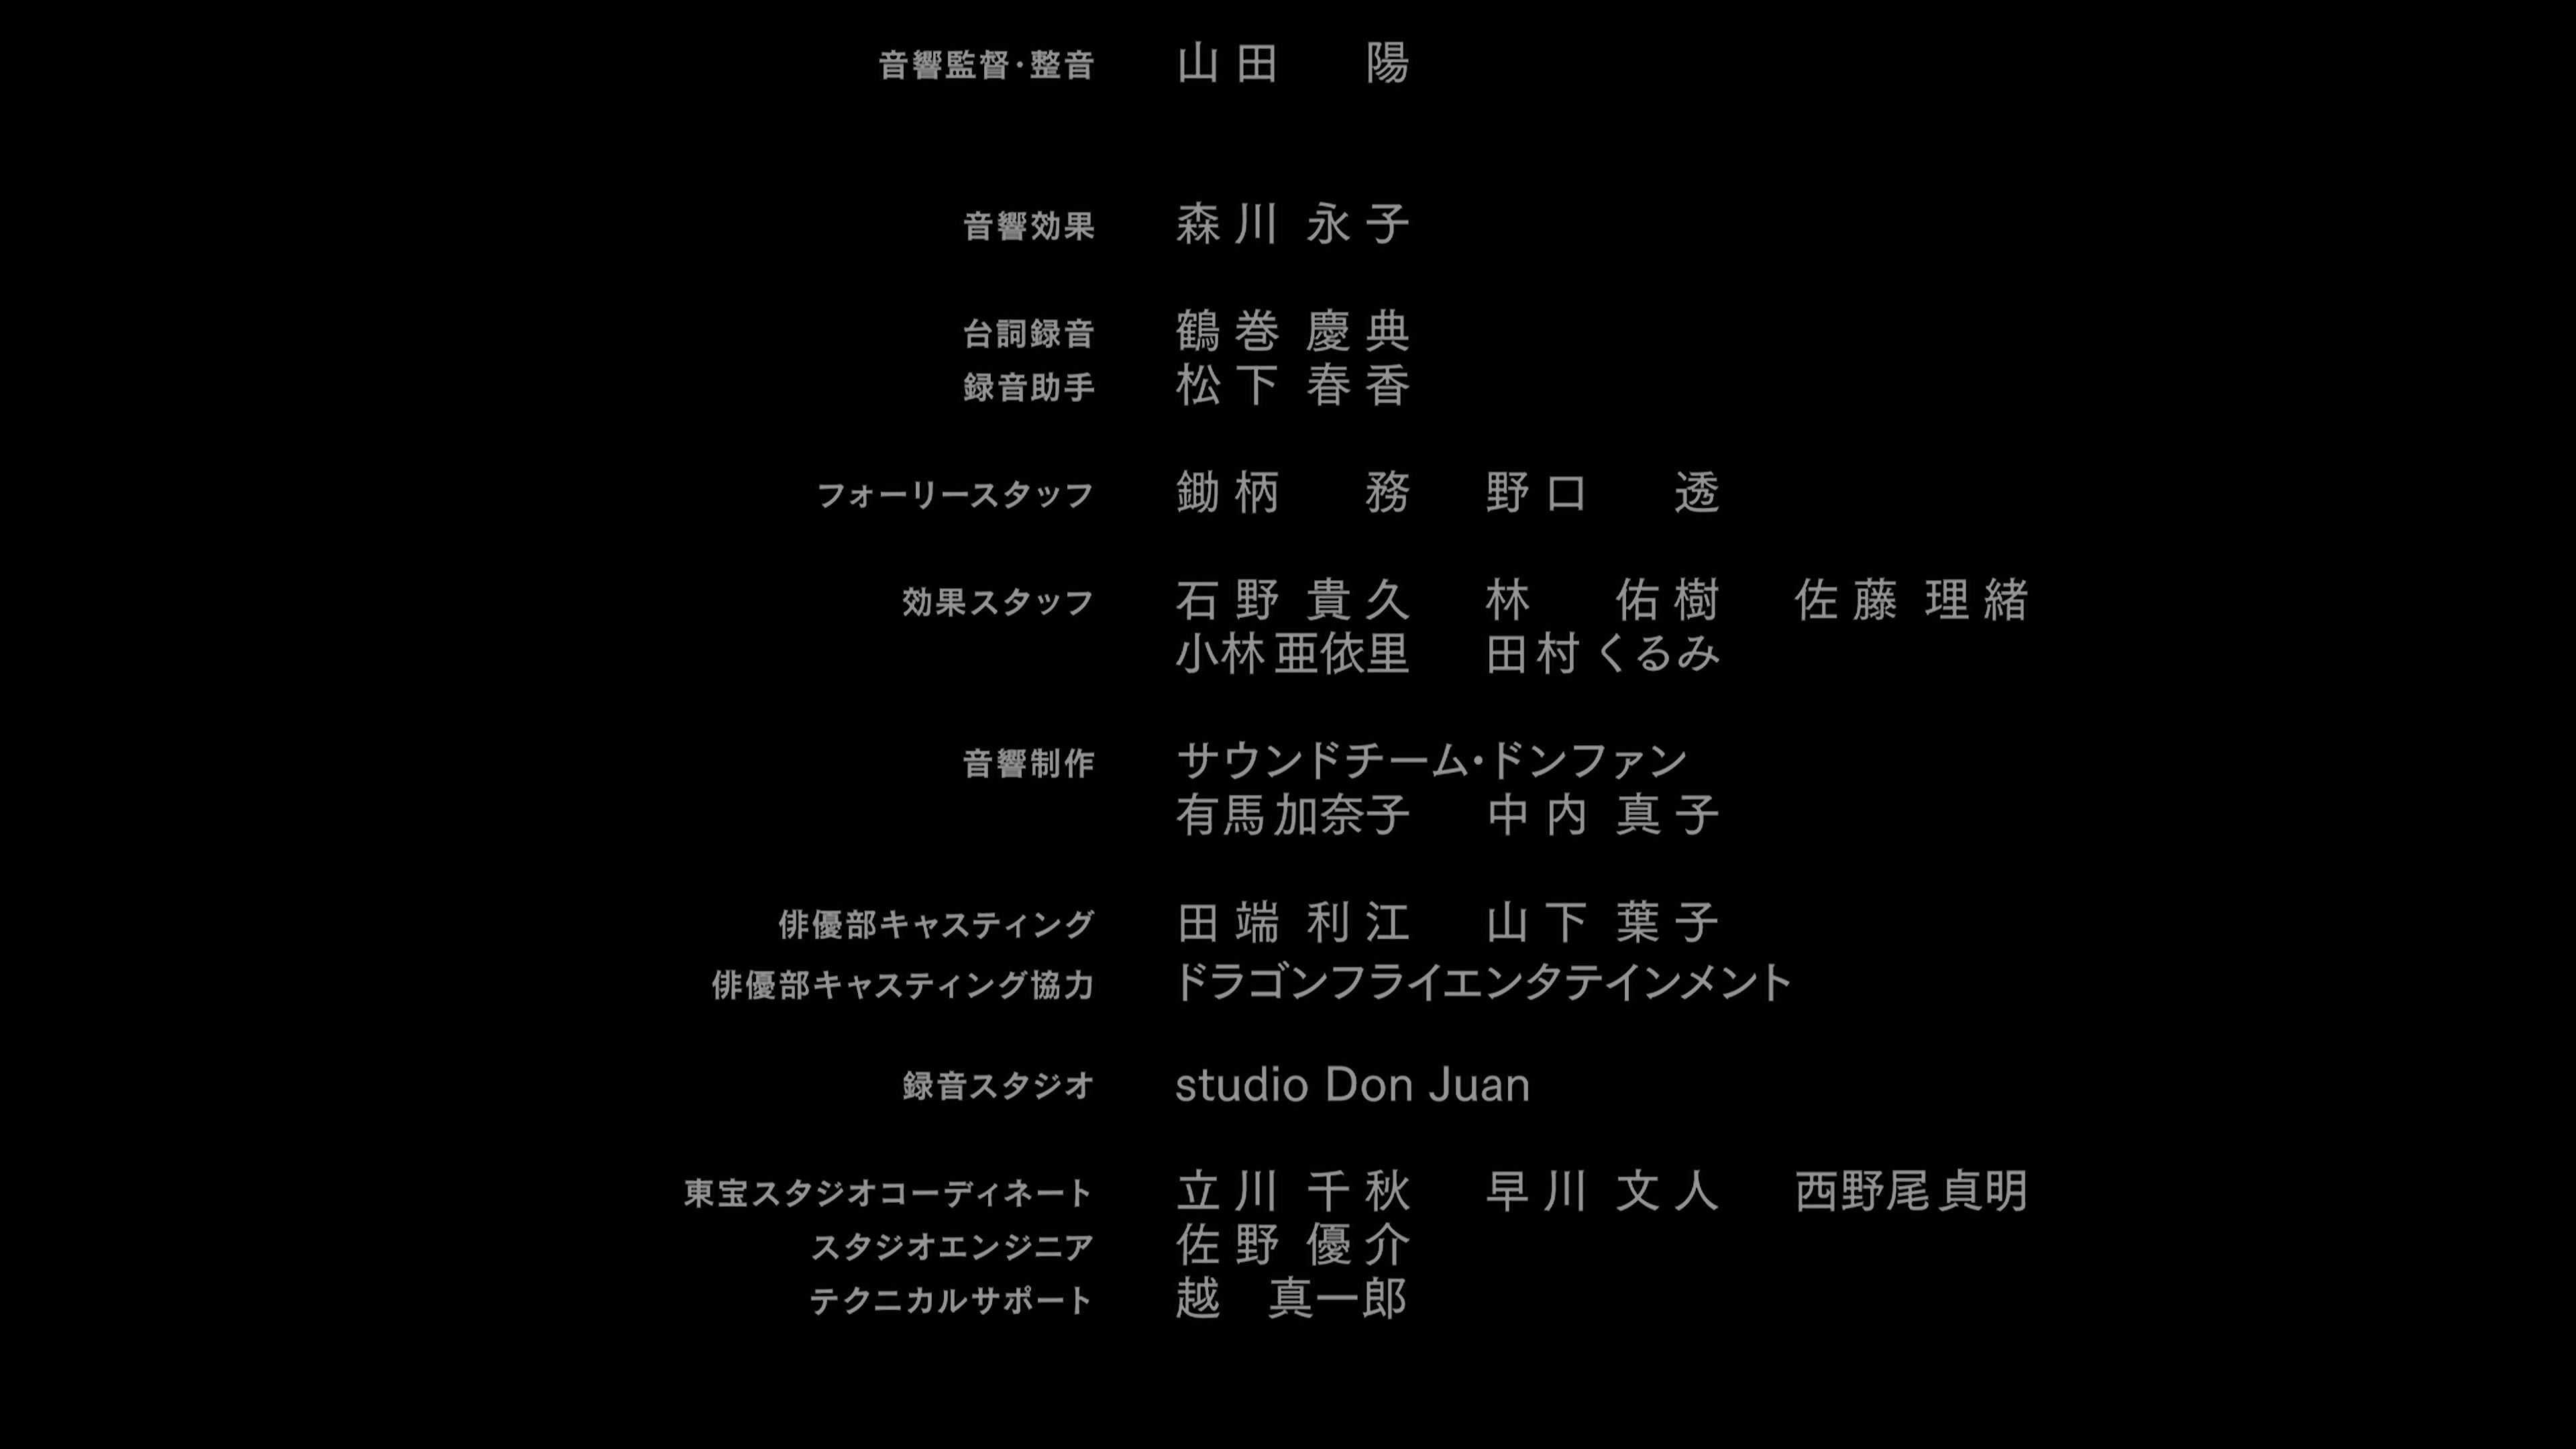 音響監督・整音 山田 陽
音響効果 森川 永子
台詞録音 鶴巻 慶典
録音助手 松下 春香
フォーリースタッフ 鋤柄 務 野口 透
効果スタッフ 石野 貴久 林 佑樹 佐藤 理緒
小林 亜依里 田村 くるみ
音響制作 サウンドチーム・ドンファン
有馬 加奈子 中内 真子
俳優部キャスティング 田端 利江 山下 葉子
俳優部キャスティング協力 ドラゴンフライエンタテインメント
録音スタジオ studio Don Juan
東宝スタジオコーディネート 立川 千秋 早川 文人 西野尾 貞明
スタジオエンジニア 佐野 優介
テクニカルサポート 越 真一郎